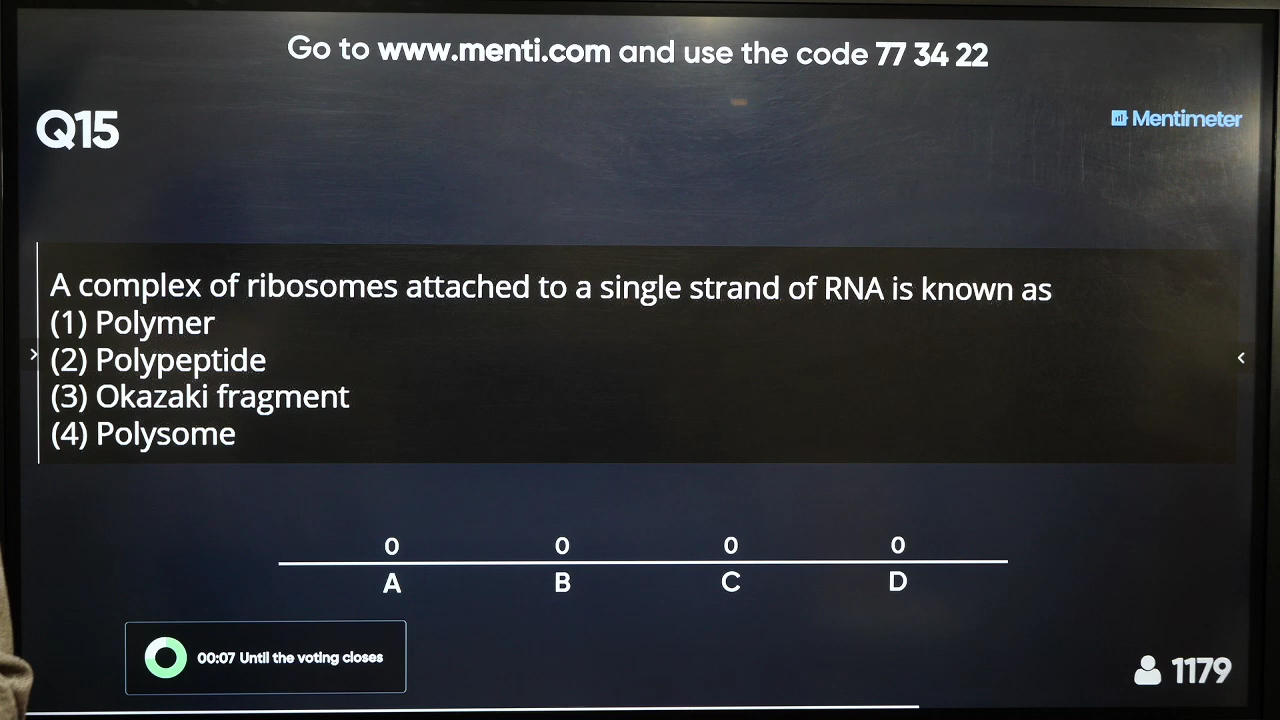 Go to www.menti.com and use the code 77 34 22
Q15
Mentimeter
A complex of ribosomes attached to a single strand of RNA is known as
(1) Polymer
(2) Polypeptide
(3) Okazaki fragment
(4) Polysome
0 0 0 0
A B C D
00:07 Until the voting closes
1179